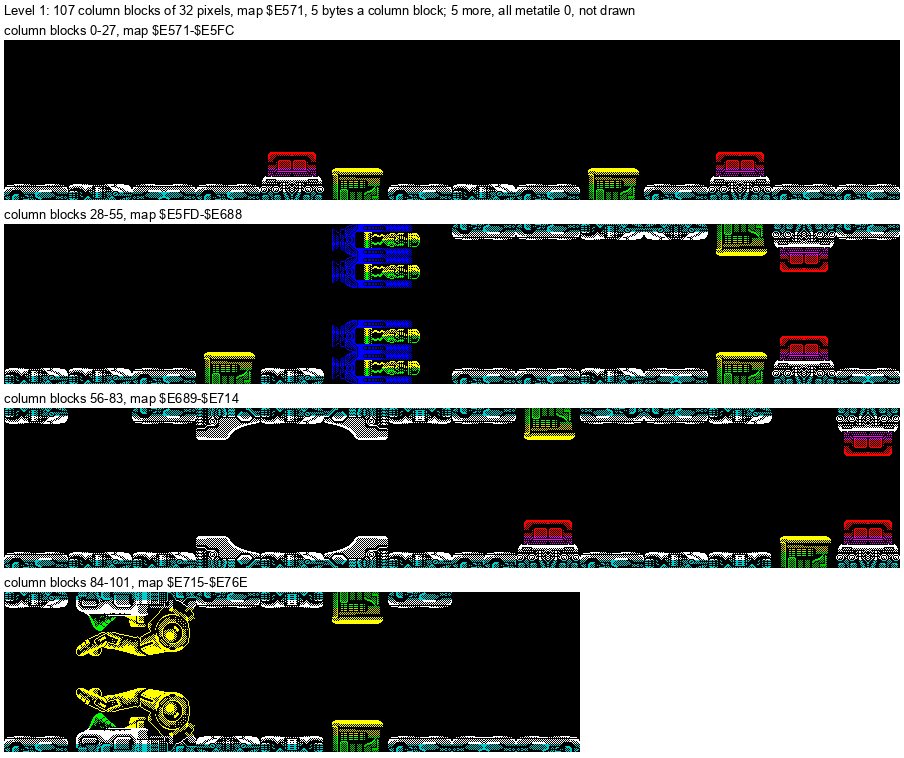 Level 1: 107 column blocks of 32 pixels, map $E571, 5 bytes a column block; 5 more, all metatile 0, not drawn
column blocks 0-27, map $E571-$E5FC
column blocks 28-55, map $E5FD-$E688
column blocks 56-83, map $E689-$E714
column blocks 84-101, map $E715-$E76E